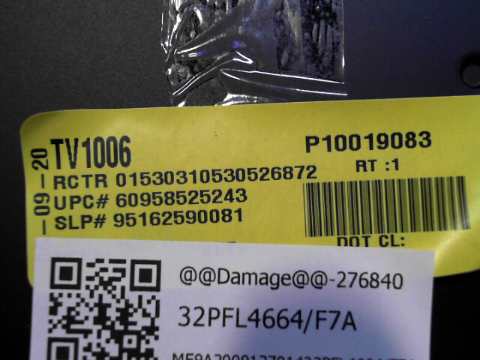 09-20
TV1006
P10019083
RCTR 01530310530526872
RT :1
UPC# 60958525243
SLP# 95162590081
DOT CL:
@@Damage@@-276840
32PFL4664/F7A